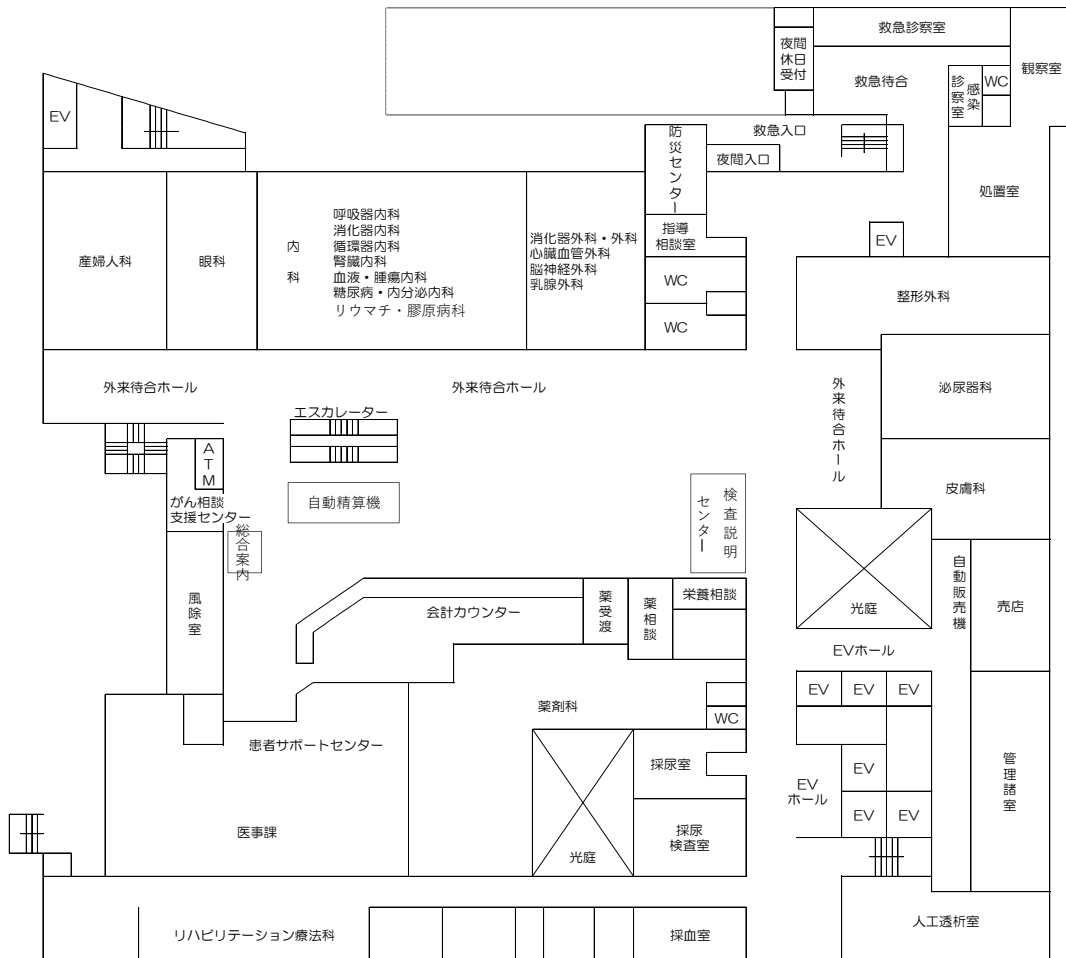 救急診察室
夜間
休日
受付
救急待合
診察室
感染
WC
観察室
EV
防災センター
救急入口
夜間入口
処置室
産婦人科
眼科
内科
呼吸器内科
消化器内科
循環器内科
腎臓内科
血液・腫瘍内科
糖尿病・内分泌内科
リウマチ・膠原病科
消化器外科・外科
心臓血管外科
脳神経外科
乳腺外科
指導
相談室
WC
WC
EV
整形外科
外来待合ホール
外来待合ホール
外来待合ホール
泌尿器科
エスカレーター
ATM
がん相談
支援センター
自動精算機
検査説明
センター
皮膚科
総合案内
風除室
会計カウンター
薬受渡
薬相談
栄養相談
光庭
自動販売機
売店
EVホール
EV
EV
EV
薬剤科
WC
患者サポートセンター
採尿室
EV
ホール
EV
管理諸室
医事課
採尿
検査室
EV
EV
光庭
リハビリテーション療法科
採血室
人工透析室